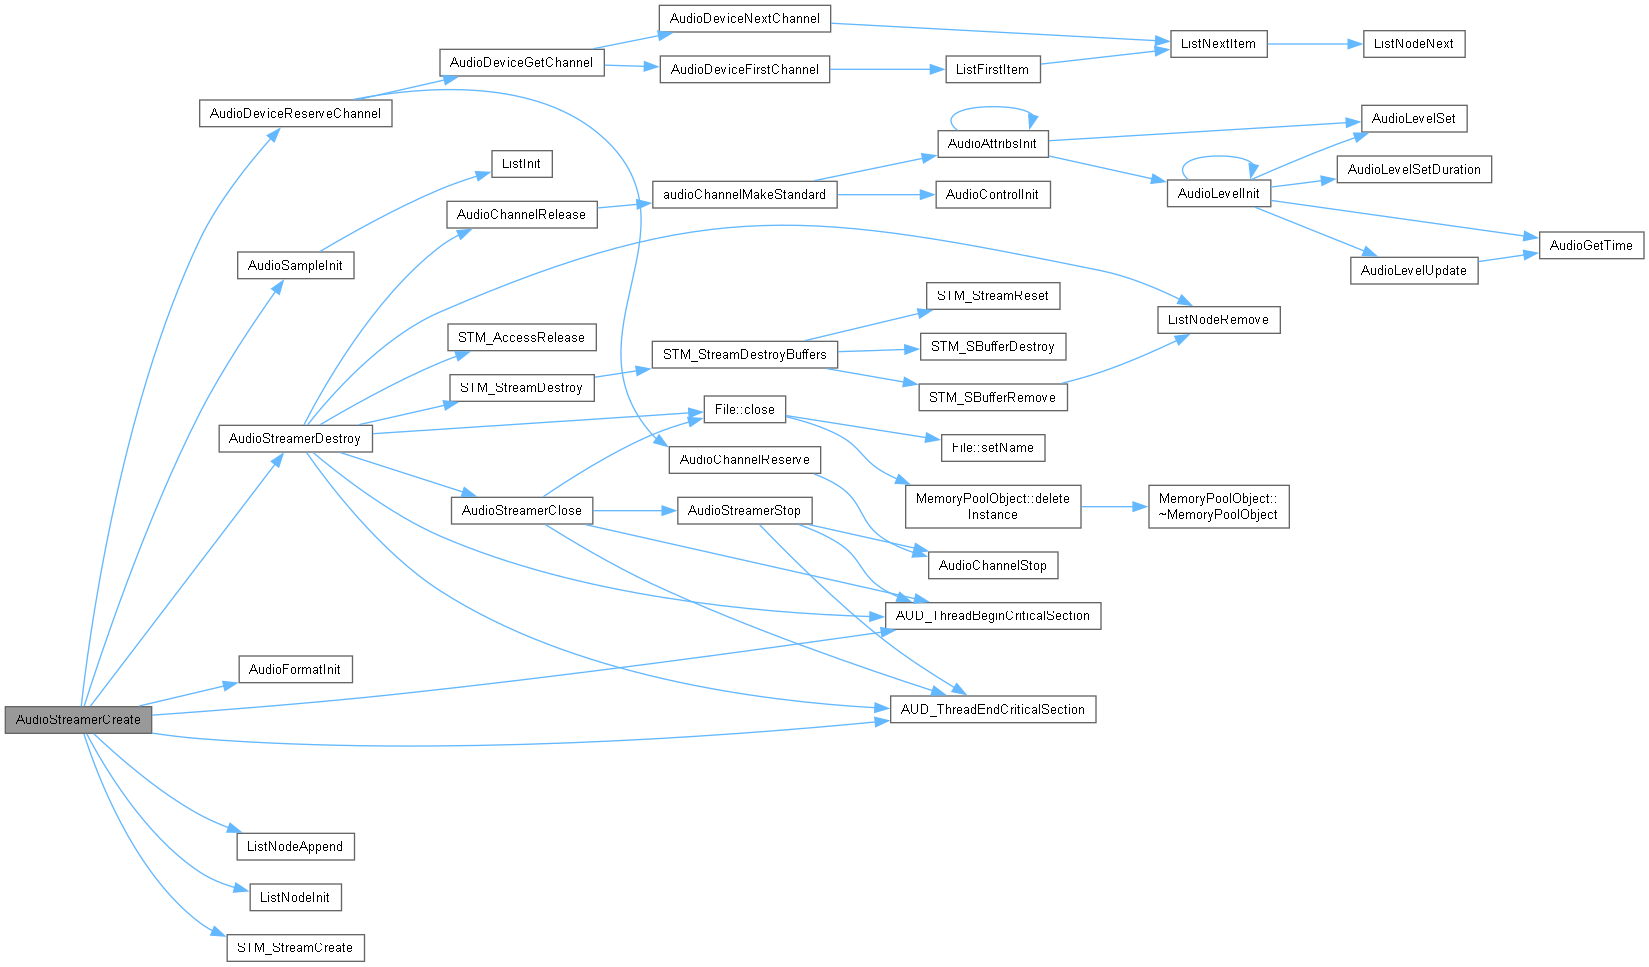 AudioDeviceNextChannel
ListNextItem
ListNodeNext
AudioDeviceGetChannel
AudioDeviceFirstChannel
ListFirstItem
AudioDeviceReserveChannel
AudioLevelSet
AudioAttribsInit
ListInit
AudioLevelSetDuration
audioChannelMakeStandard
AudioControlInit
AudioLevelInit
AudioChannelRelease
AudioGetTime
AudioSampleInit
AudioLevelUpdate
STM_StreamReset
ListNodeRemove
STM_AccessRelease
STM_SBufferDestroy
STM_StreamDestroyBuffers
STM_StreamDestroy
STM_SBufferRemove
File::close
AudioStreamerDestroy
File::setName
AudioChannelReserve
MemoryPoolObject::delete
Instance
MemoryPoolObject::
~MemoryPoolObject
AudioStreamerClose
AudioStreamerStop
AudioChannelStop
AUD_ThreadBeginCriticalSection
AudioFormatInit
AUD_ThreadEndCriticalSection
AudioStreamerCreate
ListNodeAppend
ListNodeInit
STM_StreamCreate